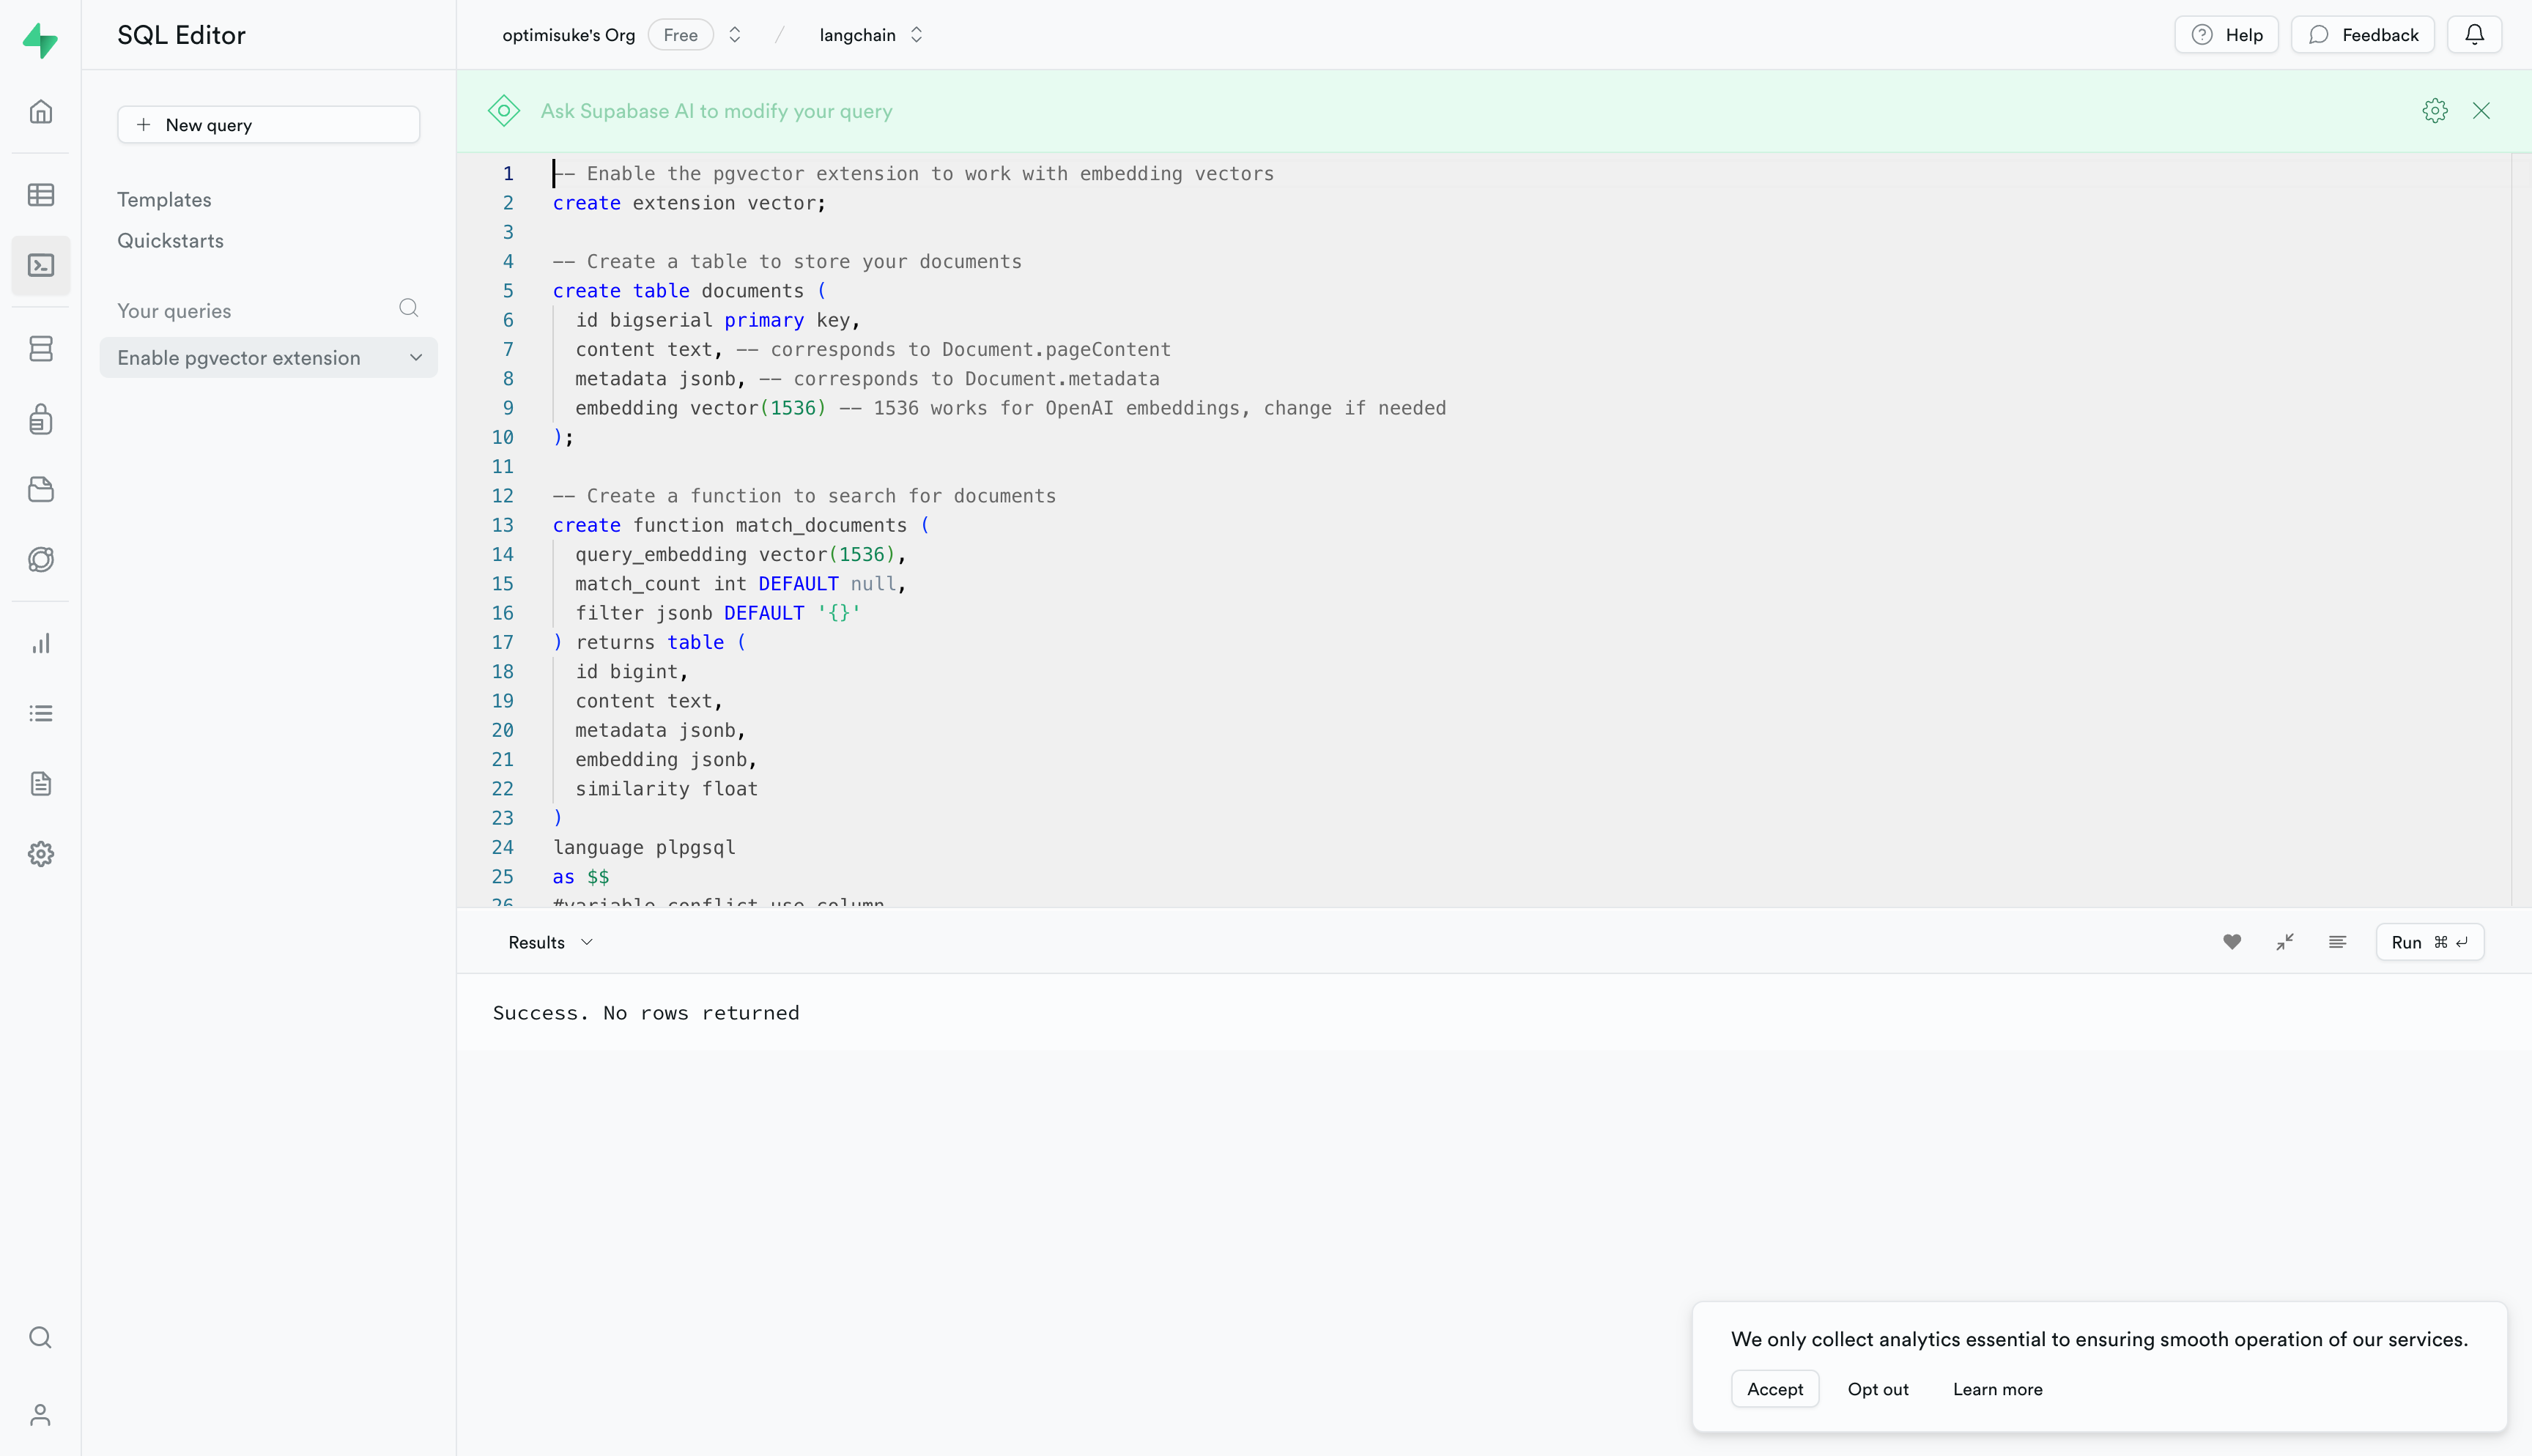 SQL Editor
optimisuke's Org Free / langchain
Help
Feedback
New query
Templates
Quickstarts
Your queries
Enable pgvector extension
Ask Supabase AI to modify your query
1 -- Enable the pgvector extension to work with embedding vectors
2 create extension vector;
3
4 -- Create a table to store your documents
5 create table documents (
6 id bigserial primary key,
7 content text, -- corresponds to Document.pageContent
8 metadata jsonb, -- corresponds to Document.metadata
9 embedding vector(1536) -- 1536 works for OpenAI embeddings, change if needed
10 );
11
12 -- Create a function to search for documents
13 create function match_documents (
14 query_embedding vector(1536),
15 match_count int DEFAULT null,
16 filter jsonb DEFAULT '{}'
17 ) returns table (
18 id bigint,
19 content text,
20 metadata jsonb,
21 embedding jsonb,
22 similarity float
23 )
24 language plpgsql
25 as $$
26 #variable_conflict use_column
Results
Run ⌘ ↵
Success. No rows returned
We only collect analytics essential to ensuring smooth operation of our services.
Accept
Opt out
Learn more